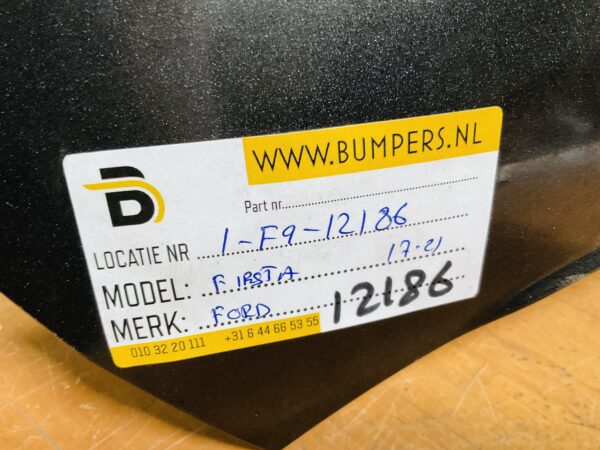 WWW.BUMPERS.NL
B
Part nr.
LOCATIE NR 1-F9-12186
MODEL: FIRSTA 17-21
MERK: FORD 12186
010 32 20 111 +31 6 44 66 53 55